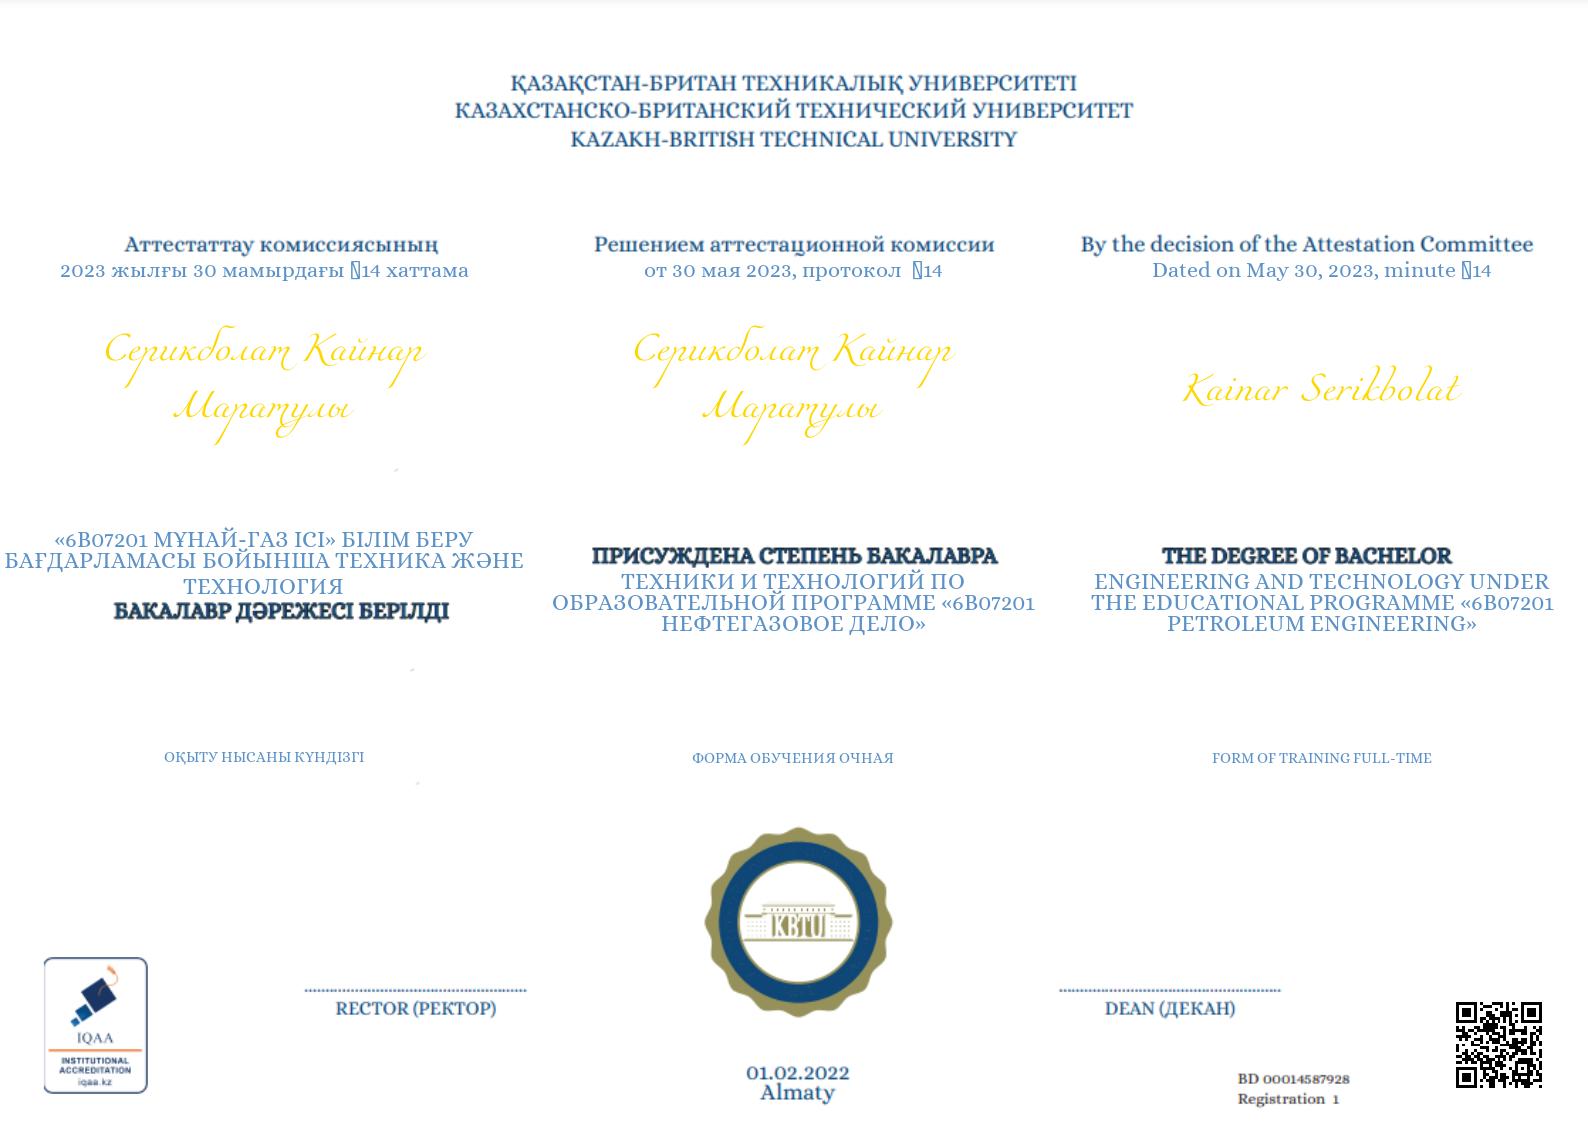 ҚАЗАҚСТАН-БРИТАН ТЕХНИКАЛЫҚ УНИВЕРСИТЕТІ
КАЗАХСТАНСКО-БРИТАНСКИЙ ТЕХНИЧЕСКИЙ УНИВЕРСИТЕТ
KAZAKH-BRITISH TECHNICAL UNIVERSITY
Аттестаттау комиссиясының
2023 жылғы 30 мамырдағы 14 хаттама
Серикболат Кайнар
Маратулы
«6B07201 МҰНАЙ-ГАЗ ІСІ» БІЛІМ БЕРУ
БАҒДАРЛАМАСЫ БОЙЫНША ТЕХНИКА ЖӘНЕ
ТЕХНОЛОГИЯ
БАКАЛАВР ДӘРЕЖЕСІ БЕРІЛДІ
ОҚЫТУ НЫСАНЫ КҮНДІЗГІ
Решением аттестационной комиссии
от 30 мая 2023, протокол 14
Серикболат Кайнар
Маратулы
ПРИСУЖДЕНА СТЕПЕНЬ БАКАЛАВРА
ТЕХНИКИ И ТЕХНОЛОГИЙ ПО
ОБРАЗОВАТЕЛЬНОЙ ПРОГРАММЕ «6B07201
НЕФТЕГАЗОВОЕ ДЕЛО»
ФОРМА ОБУЧЕНИЯ ОЧНАЯ
By the decision of the Attestation Committee
Dated on May 30, 2023, minute 14
Kainar Serikbolat
THE DEGREE OF BACHELOR
ENGINEERING AND TECHNOLOGY UNDER
THE EDUCATIONAL PROGRAMME «6B07201
PETROLEUM ENGINEERING»
FORM OF TRAINING FULL-TIME
KBTU
IQAA
INSTITUTIONAL
ACCREDITATION
iqaa.kz
RECTOR (РЕКТОР)
DEAN (ДЕКАН)
01.02.2022
Almaty
BD 00014587928
Registration 1